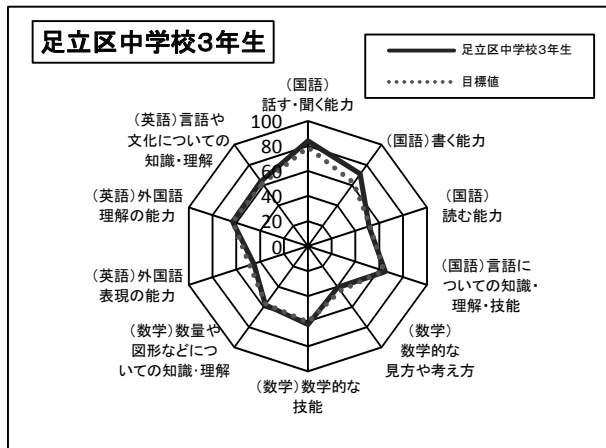 足立区中学校3年生
足立区中学校3年生
目標値
(国語)
話す・聞く能力
(国語)書く能力
(国語)
読む能力
(国語)言語に
ついての知識・
理解・技能
(数学)
数学的な
見方や考え方
(数学)数学的な
技能
(数学)数量や
図形などにつ
いての知識・理解
(英語)外国語
表現の能力
(英語)外国語
理解の能力
(英語)言語や
文化についての
知識・理解
100
80
60
40
20
0